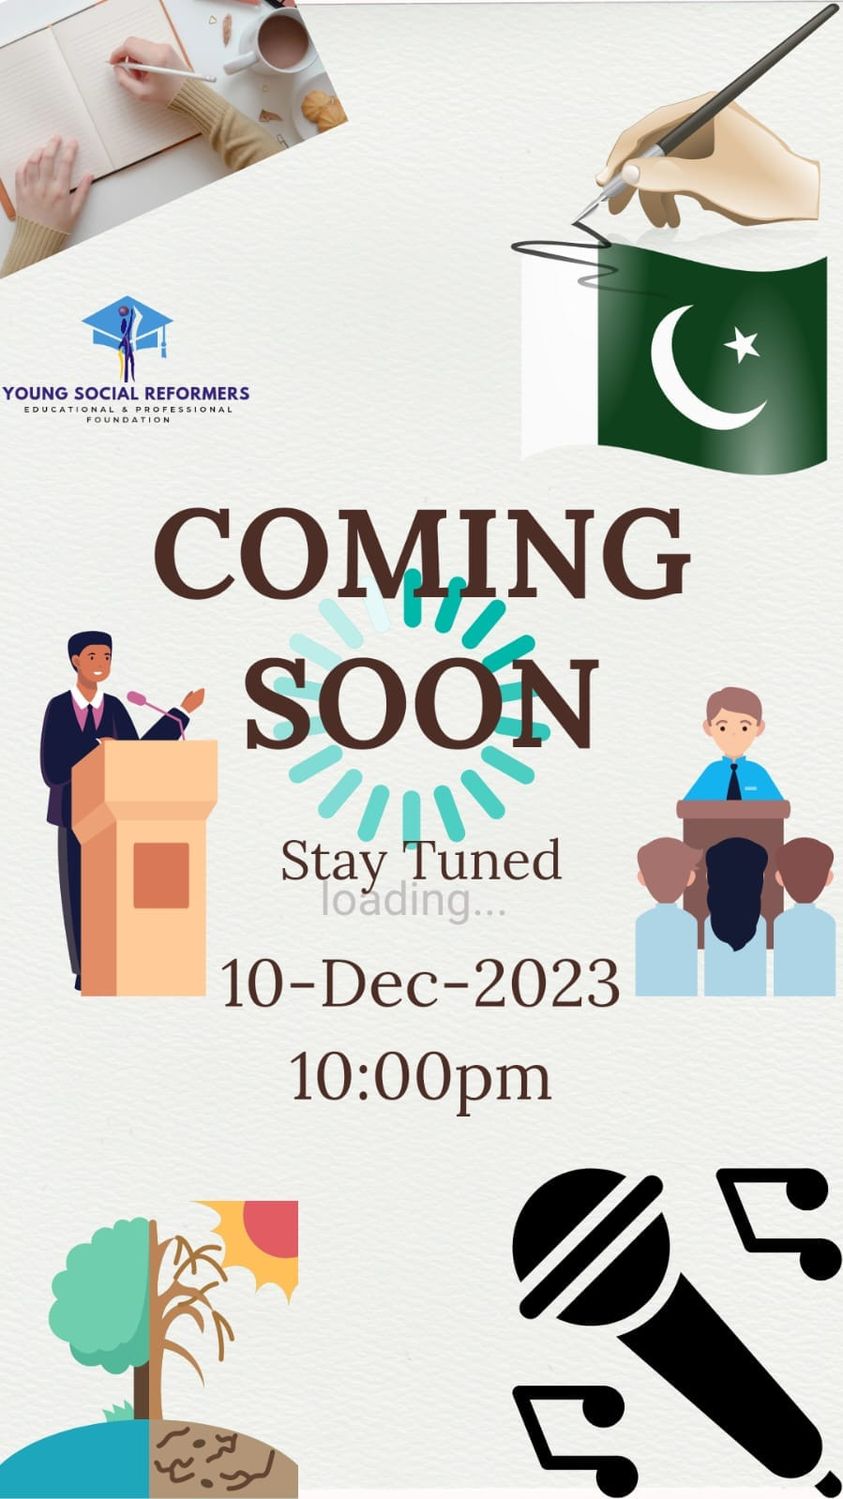 YOUNG SOCIAL REFORMERS
EDUCATIONAL & PROFESSIONAL
FOUNDATION
COMING
SOON
Stay Tuned
loading...
10-Dec-2023
10:00pm